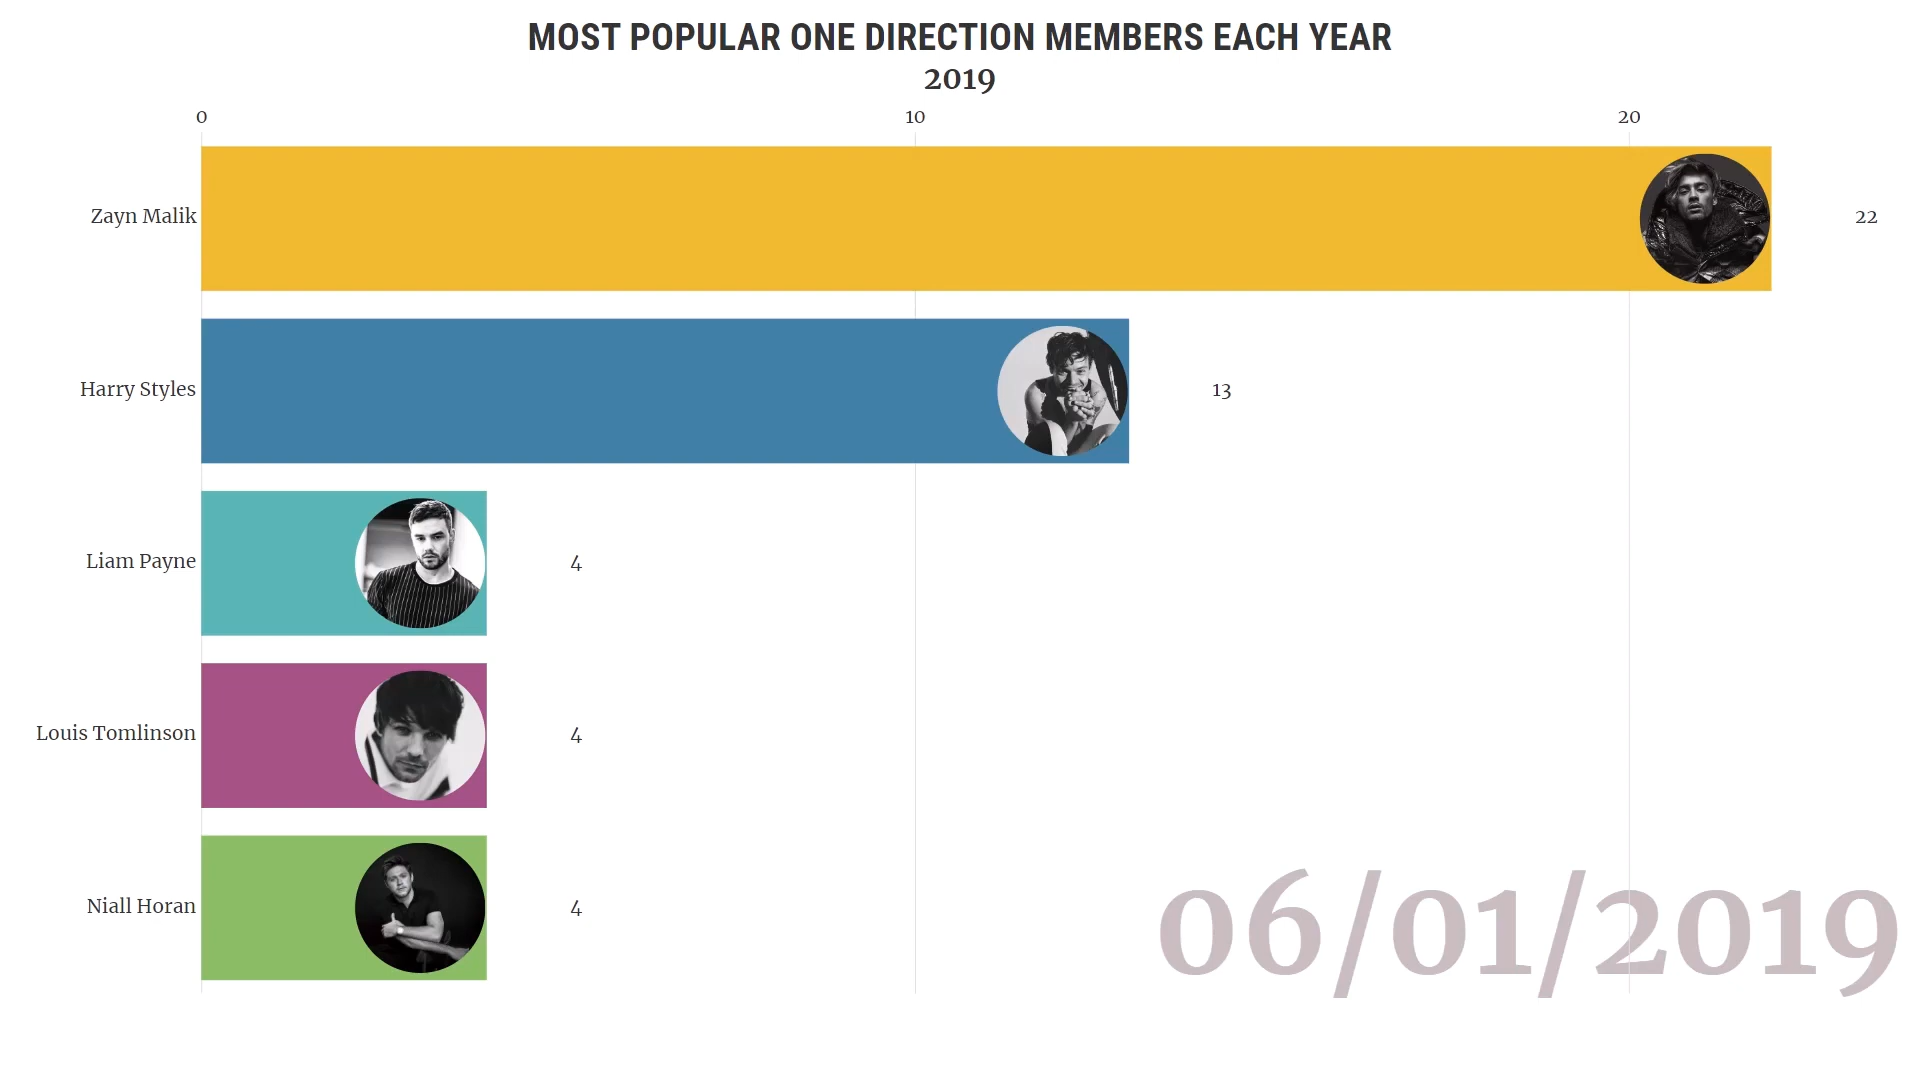 MOST POPULAR ONE DIRECTION MEMBERS EACH YEAR
2019
0 10 20
Zayn Malik 22
Harry Styles 13
Liam Payne 4
Louis Tomlinson 4
Niall Horan 4
06/01/2019